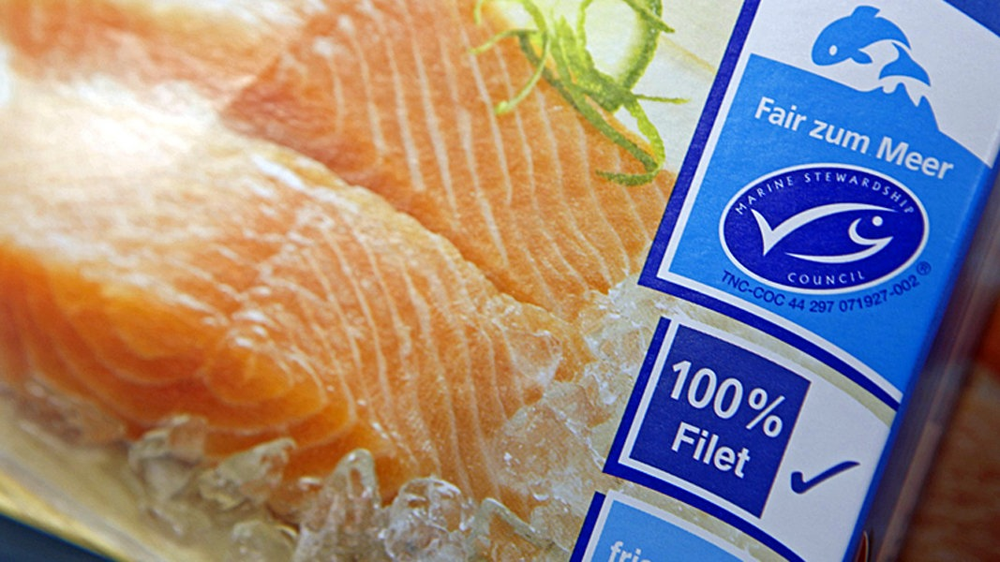 Fair zum Meer
MARINE STEWARDSHIP
COUNCIL
®
TNC-COC 44 297 071927-002
100%
Filet